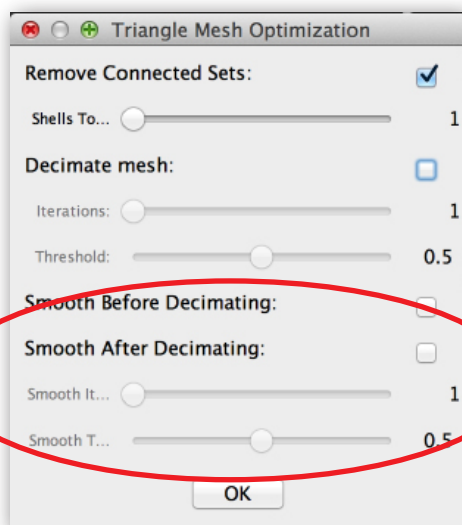 Triangle Mesh Optimization
Remove Connected Sets:
Shells To... 1
Decimate mesh:
Iterations: 1
Threshold: 0.5
Smooth Before Decimating:
Smooth After Decimating:
Smooth It... 1
Smooth T... 0.5
OK